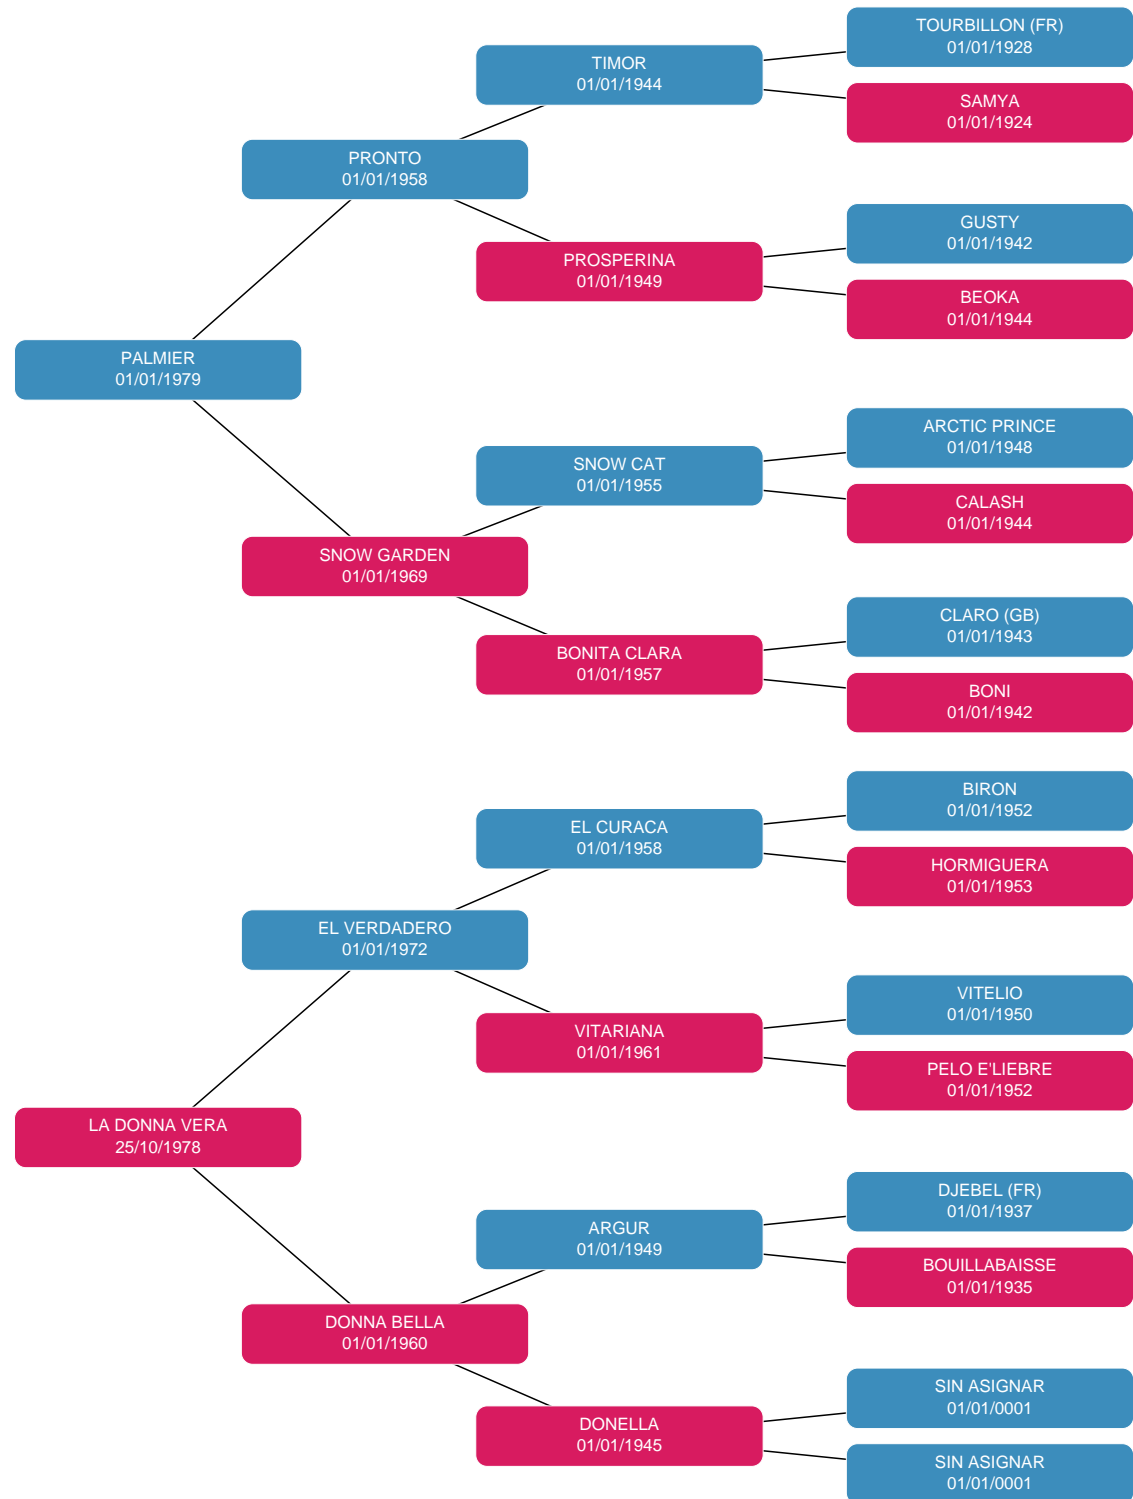 TOURBILLON (FR)
01/01/1928
TIMOR
01/01/1944
SAMYA
01/01/1924
PRONTO
01/01/1958
GUSTY
01/01/1942
PROSPERINA
01/01/1949
BEOKA
01/01/1944
PALMIER
01/01/1979
ARCTIC PRINCE
01/01/1948
SNOW CAT
01/01/1955
CALASH
01/01/1944
SNOW GARDEN
01/01/1969
CLARO (GB)
01/01/1943
BONITA CLARA
01/01/1957
BONI
01/01/1942
BIRON
01/01/1952
EL CURACA
01/01/1958
HORMIGUERA
01/01/1953
EL VERDADERO
01/01/1972
VITELIO
01/01/1950
VITARIANA
01/01/1961
PELO E'LIEBRE
01/01/1952
LA DONNA VERA
25/10/1978
DJEBEL (FR)
01/01/1937
ARGUR
01/01/1949
BOUILLABAISSE
01/01/1935
DONNA BELLA
01/01/1960
SIN ASIGNAR
01/01/0001
DONELLA
01/01/1945
SIN ASIGNAR
01/01/0001